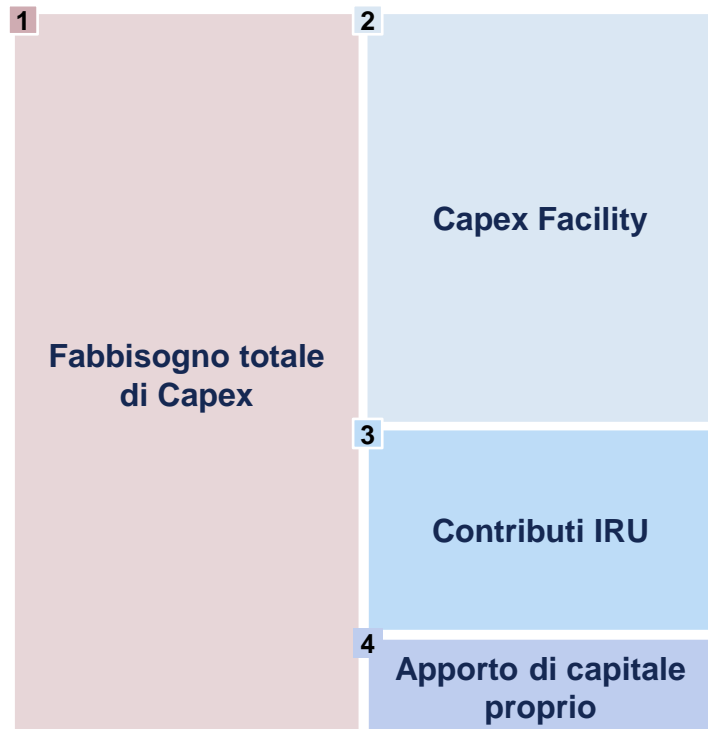 1
Fabbisogno totale
di Capex
2
Capex Facility
3
Contributi IRU
4
Apporto di capitale
proprio